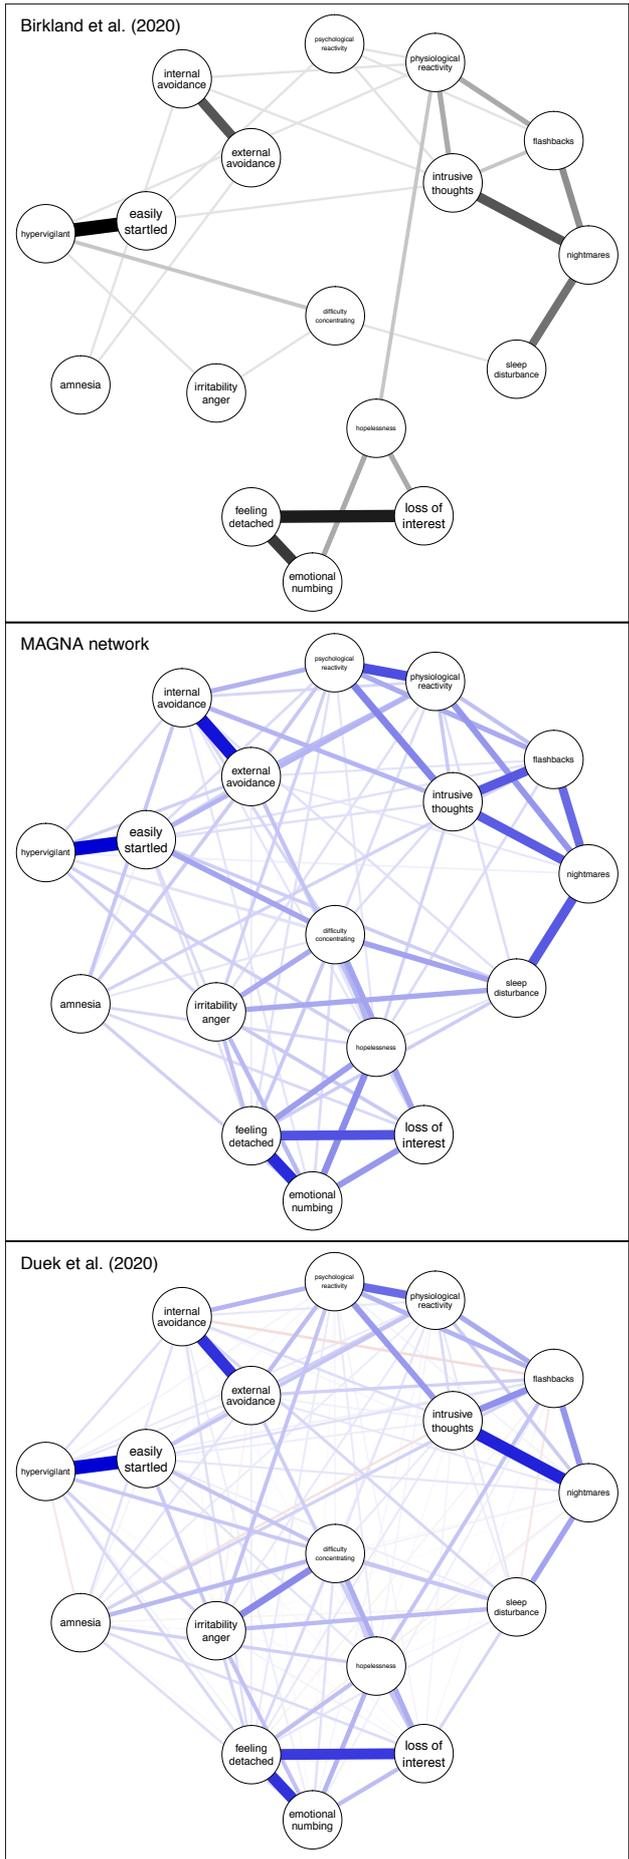 Birkland et al. (2020)
psychological
reactivity
physiological
reactivity
internal
avoidance
flashbacks
external
avoidance
intrusive
thoughts
easily
startled
hypervigilant
nightmares
difficulty
concentrating
sleep
disturbance
amnesia
irritability
anger
hopelessness
feeling
detached
loss of
interest
emotional
numbing
MAGNA network
psychological
reactivity
physiological
reactivity
internal
avoidance
flashbacks
external
avoidance
intrusive
thoughts
easily
startled
hypervigilant
nightmares
difficulty
concentrating
sleep
disturbance
amnesia
irritability
anger
hopelessness
feeling
detached
loss of
interest
emotional
numbing
Duek et al. (2020)
psychological
reactivity
physiological
reactivity
internal
avoidance
flashbacks
external
avoidance
intrusive
thoughts
easily
startled
hypervigilant
nightmares
difficulty
concentrating
sleep
disturbance
amnesia
irritability
anger
hopelessness
feeling
detached
loss of
interest
emotional
numbing